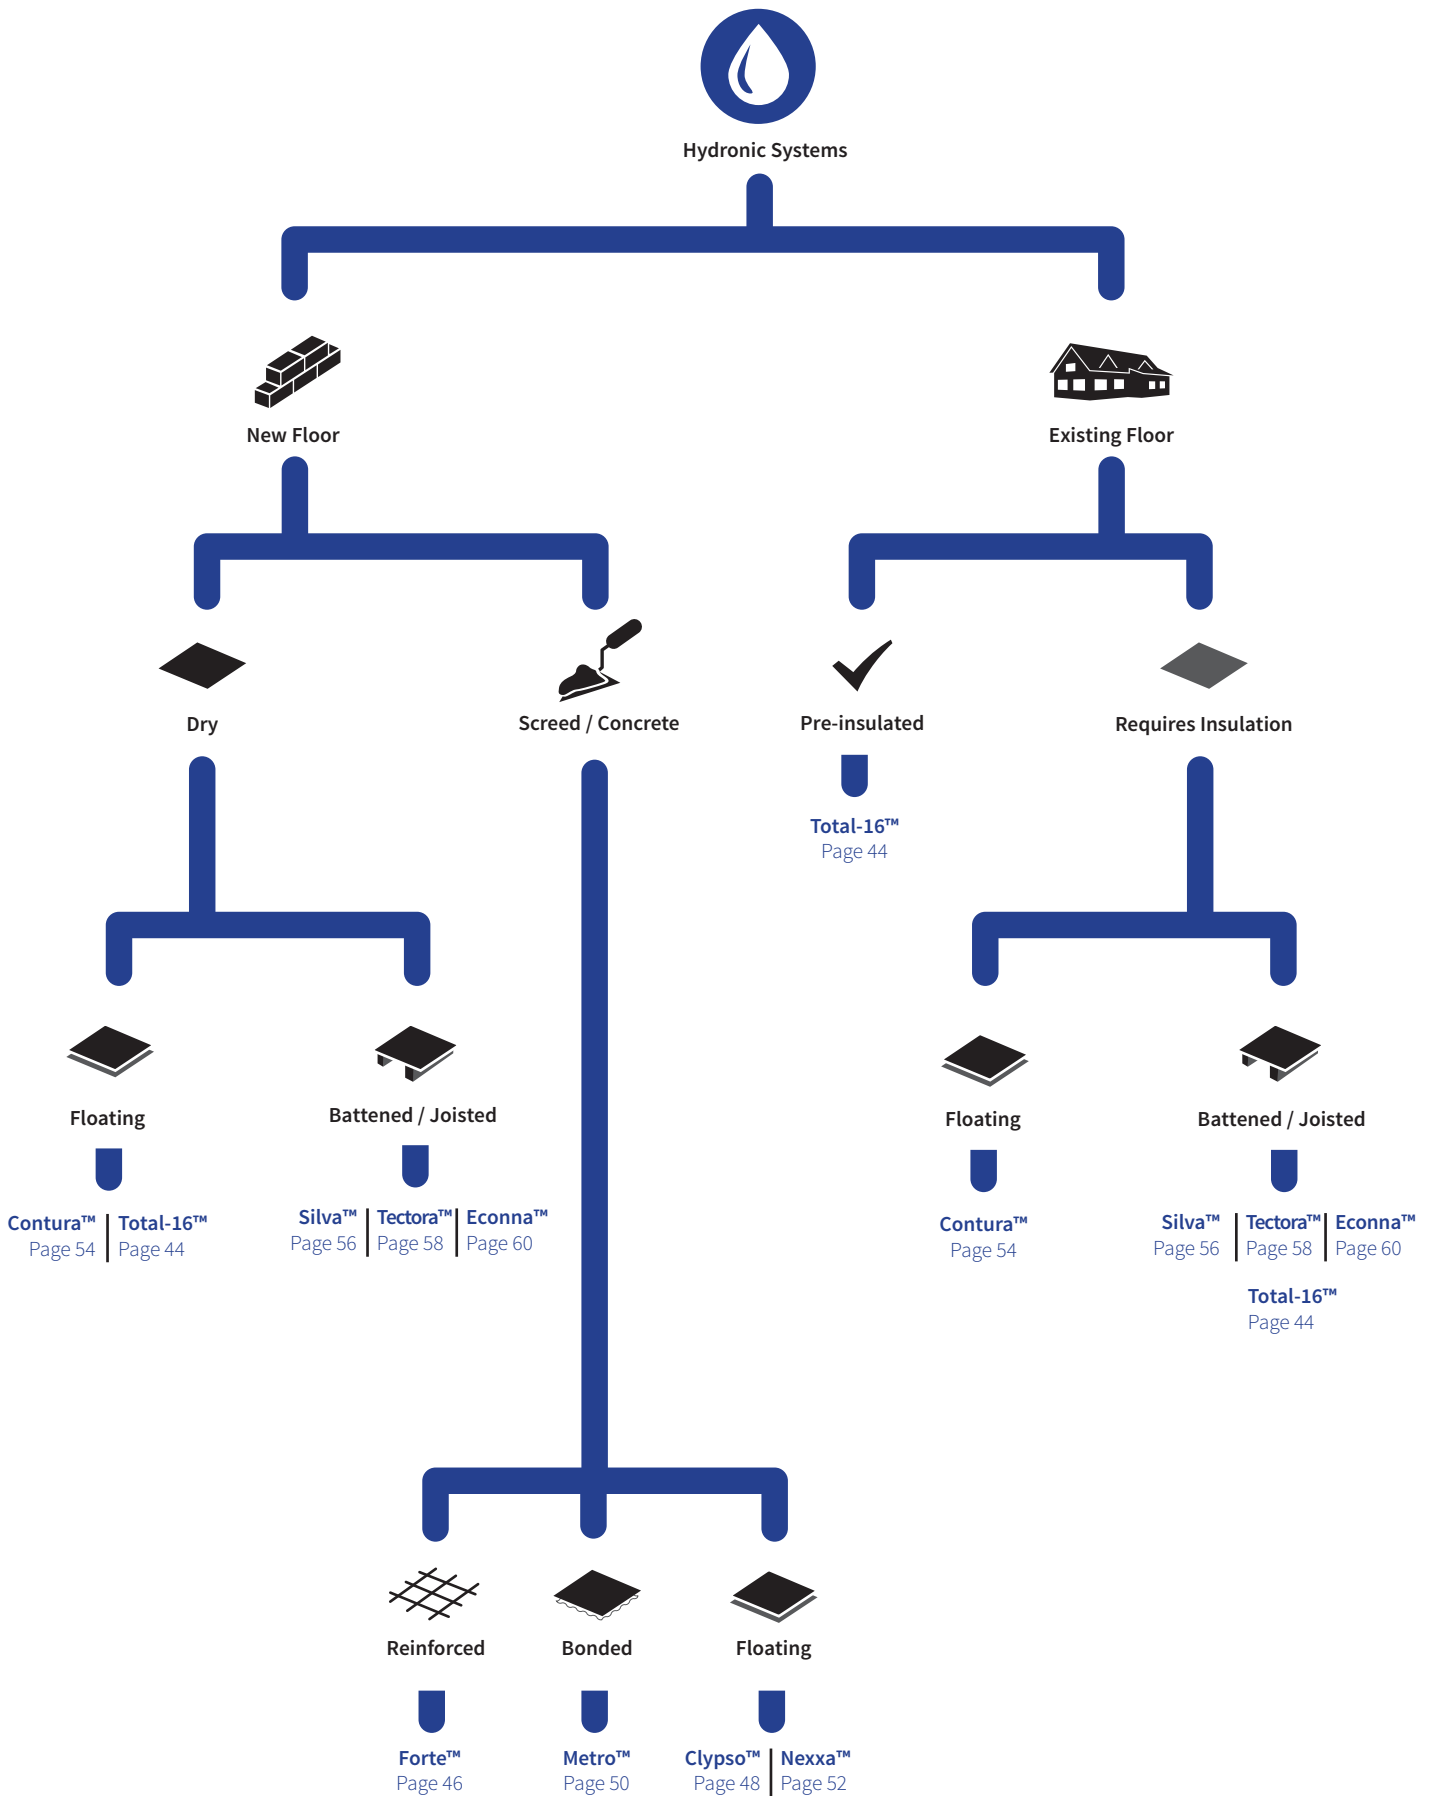 Hydronic Systems
New Floor
Existing Floor
Dry
Screed / Concrete
Pre-insulated
Requires Insulation
Total-16™
Page 44
Floating
Battened / Joisted
Floating
Battened / Joisted
Contura™
Page 54
Total-16™
Page 44
Silva™
Page 56
Tectora™
Page 58
Econna™
Page 60
Contura™
Page 54
Silva™
Page 56
Tectora™
Page 58
Econna™
Page 60
Total-16™
Page 44
Reinforced
Bonded
Floating
Forte™
Page 46
Metro™
Page 50
Clypso™
Page 48
Nexxa™
Page 52